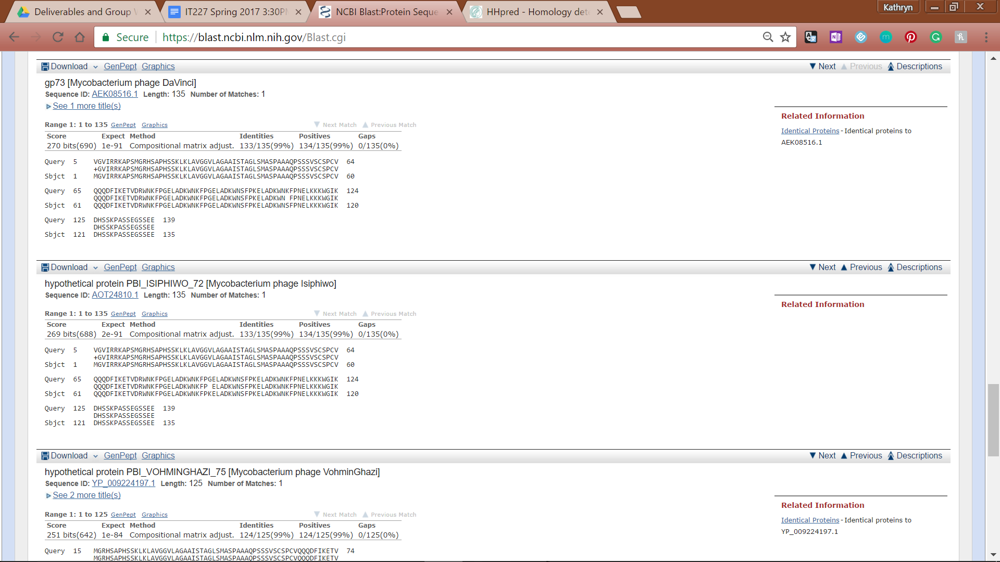 Deliverables and Group
IT227 Spring 2017 3:30P
NCBI Blast:Protein Seque
HHpred - Homology det
Kathryn
Secure https://blast.ncbi.nlm.nih.gov/Blast.cgi
Download GenPept Graphics Next Previous Descriptions
gp73 [Mycobacterium phage DaVinci]
Sequence ID: AEK08516.1 Length: 135 Number of Matches: 1
See 1 more title(s)
Related Information
Identical Proteins - Identical proteins to
AEK08516.1
Range 1: 1 to 135 GenPept Graphics Next Match Previous Match
Score Expect Method Identities Positives Gaps
270 bits(690) 1e-91 Compositional matrix adjust. 133/135(99%) 134/135(99%) 0/135(0%)
Query 5 VGVIRRKAPSMGRHSAPHSSKLKLAVGGVLAGAAISTAGLSMASPAAAQPSSSVSCSPCV 64
+GVIRRKAPSMGRHSAPHSSKLKLAVGGVLAGAAISTAGLSMASPAAAQPSSSVSCSPCV
Sbjct 1 MGVIRRKAPSMGRHSAPHSSKLKLAVGGVLAGAAISTAGLSMASPAAAQPSSSVSCSPCV 60
Query 65 QQQDFIKETVDRWNKFPGELADKWNKFPGELADKWNSFPKELADKWNKFPNELKKKWGIK 124
QQQDFIKETVDRWNKFPGELADKWNKFPGELADKWNSFPKELADKWN FPNELKKKWGIK
Sbjct 61 QQQDFIKETVDRWNKFPGELADKWNKFPGELADKWNSFPKELADKWNSFPNELKKKWGIK 120
Query 125 DHSSKPASSEGSSEE 139
DHSSKPASSEGSSEE
Sbjct 121 DHSSKPASSEGSSEE 135
Download GenPept Graphics Next Previous Descriptions
hypothetical protein PBI_ISIPHIWO_72 [Mycobacterium phage Isiphiwo]
Sequence ID: AOT24810.1 Length: 135 Number of Matches: 1
Related Information
Range 1: 1 to 135 GenPept Graphics Next Match Previous Match
Score Expect Method Identities Positives Gaps
269 bits(688) 2e-91 Compositional matrix adjust. 133/135(99%) 134/135(99%) 0/135(0%)
Query 5 VGVIRRKAPSMGRHSAPHSSKLKLAVGGVLAGAAISTAGLSMASPAAAQPSSSVSCSPCV 64
+GVIRRKAPSMGRHSAPHSSKLKLAVGGVLAGAAISTAGLSMASPAAAQPSSSVSCSPCV
Sbjct 1 MGVIRRKAPSMGRHSAPHSSKLKLAVGGVLAGAAISTAGLSMASPAAAQPSSSVSCSPCV 60
Query 65 QQQDFIKETVDRWNKFPGELADKWNKFPGELADKWNSFPKELADKWNKFPNELKKKWGIK 124
QQQDFIKETVDRWNKFPGELADKWNKFP ELADKWNSFPKELADKWNKFPNELKKKWGIK
Sbjct 61 QQQDFIKETVDRWNKFPGELADKWNKFPKELADKWNSFPKELADKWNKFPNELKKKWGIK 120
Query 125 DHSSKPASSEGSSEE 139
DHSSKPASSEGSSEE
Sbjct 121 DHSSKPASSEGSSEE 135
Download GenPept Graphics Next Previous Descriptions
hypothetical protein PBI_VOHMINGHAZI_75 [Mycobacterium phage VohminGhazi]
Sequence ID: YP_009224197.1 Length: 125 Number of Matches: 1
See 2 more title(s)
Related Information
Identical Proteins - Identical proteins to
YP_009224197.1
Range 1: 1 to 125 GenPept Graphics Next Match Previous Match
Score Expect Method Identities Positives Gaps
251 bits(642) 1e-84 Compositional matrix adjust. 124/125(99%) 124/125(99%) 0/125(0%)
Query 15 MGRHSAPHSSKLKLAVGGVLAGAAISTAGLSMASPAAAQPSSSVSCSPCVQQQDFIKETV 74
MGRHSAPHSSKLKLAVGGVLAGAAISTAGLSMASPAAAQPSSSVSCSPCVQQQDFIKETV